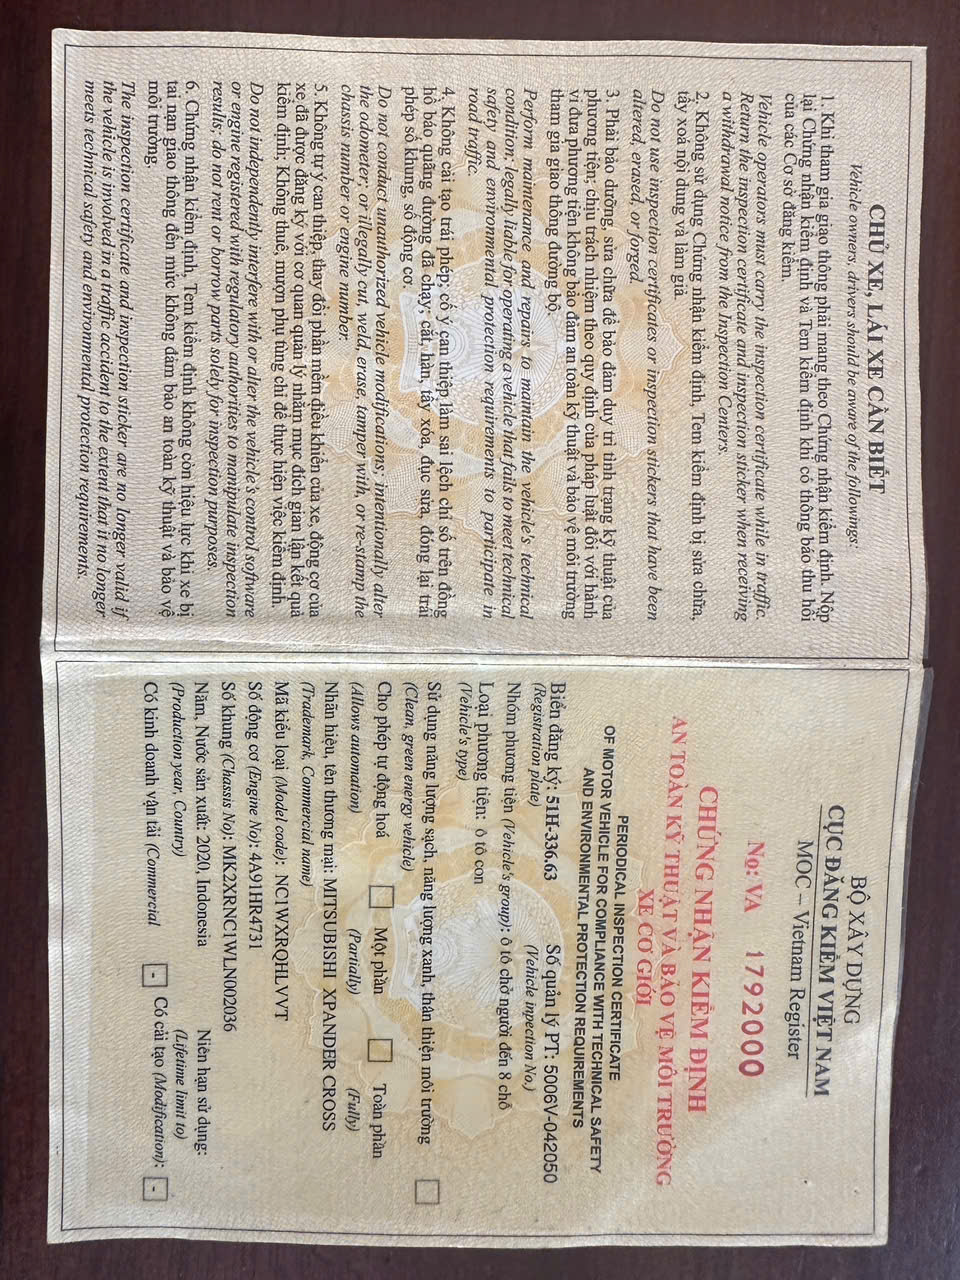 CHỦ XE, LÁI XE CẦN BIẾT
Vehicle owners, drivers should be aware of the followings:
1. Khi tham gia giao thông phải mang theo Chứng nhận kiểm định. Nộp
lại Chứng nhận kiểm định và Tem kiểm định khi có thông báo thu hồi
của các Cơ sở đăng kiểm.
Vehicle operators must carry the inspection certificate while in traffic.
Return the inspection certificate and inspection sticker when receiving
a withdrawal notice from the Inspection Centers.
2. Không sử dụng Chứng nhận kiểm định, Tem kiểm định bị sửa chữa,
tẩy xoá nội dung và làm giả.
Do not use inspection certificates or inspection stickers that have been
altered, erased, or forged.
3. Phải bảo dưỡng, sửa chữa để bảo đảm duy trì tình trạng kỹ thuật của
phương tiện; chịu trách nhiệm theo quy định của pháp luật đối với hành
vi đưa phương tiện không bảo đảm an toàn kỹ thuật và bảo vệ môi trường
tham gia giao thông đường bộ.
Perform maintenance and repairs to maintain the vehicle's technical
condition; legally liable for operating a vehicle that fails to meet technical
safety and environmental protection requirements to participate in
road traffic.
4. Không cải tạo trái phép; cố ý can thiệp làm sai lệch chỉ số trên đồng
hồ báo quãng đường đã chạy; cắt, hàn, tẩy xóa, đục sửa, đóng lại trái
phép số khung, số động cơ.
Do not conduct unauthorized vehicle modifications; intentionally alter
the odometer; or illegally cut, weld, erase, tamper with, or re-stamp the
chassis number or engine number.
5. Không tự ý can thiệp, thay đổi phần mềm điều khiển của xe, động cơ của
xe đã được đăng ký với cơ quan quản lý nhằm mục đích gian lận kết quả
kiểm định; Không thuê, mượn phụ tùng chỉ để thực hiện việc kiểm định.
Do not independently interfere with or alter the vehicle's control software
or engine registered with regulatory authorities to manipulate inspection
results; do not rent or borrow parts solely for inspection purposes.
6. Chứng nhận kiểm định, Tem kiểm định không còn hiệu lực khi xe bị
tai nạn giao thông đến mức không đảm bảo an toàn kỹ thuật và bảo vệ
môi trường.
The inspection certificate and inspection sticker are no longer valid if
the vehicle is involved in a traffic accident to the extent that it no longer
meets technical safety and environmental protection requirements.
BỘ XÂY DỰNG
CỤC ĐĂNG KIỂM VIỆT NAM
MOC – Vietnam Register
No: VA 1792000
CHỨNG NHẬN KIỂM ĐỊNH
AN TOÀN KỸ THUẬT VÀ BẢO VỆ MÔI TRƯỜNG
XE CƠ GIỚI
PERIODICAL INSPECTION CERTIFICATE
OF MOTOR VEHICLE FOR COMPLIANCE WITH TECHNICAL SAFETY
AND ENVIRONMENTAL PROTECTION REQUIREMENTS
Biển đăng ký: 51H-336.63 Số quản lý PT: 5006V-042050
(Registration plate) (Vehicle inpection No.)
Nhóm phương tiện (Vehicle's group): ô tô chở người đến 8 chỗ
Loại phương tiện: ô tô con
(Vehicle's type)
Sử dụng năng lượng sạch, năng lượng xanh, thân thiện môi trường
(Clean, green energy vehicle)
Cho phép tự động hoá Một phần Toàn phần
(Allows automation) (Partially) (Fully)
Nhãn hiệu, tên thương mại: MITSUBISHI XPANDER CROSS
(Trademark, Commercial name)
Mã kiểu loại (Model code): NC1WXRQHLVVT
Số động cơ (Engine No): 4A91HR4731
Số khung (Chassis No): MK2XRNC1WLN002036
Năm, Nước sản xuất: 2020, Indonesia Niên hạn sử dụng:
(Production year, Country) (Lifetime limit to)
Có kinh doanh vận tải (Commercial - Có cải tạo (Modification): -